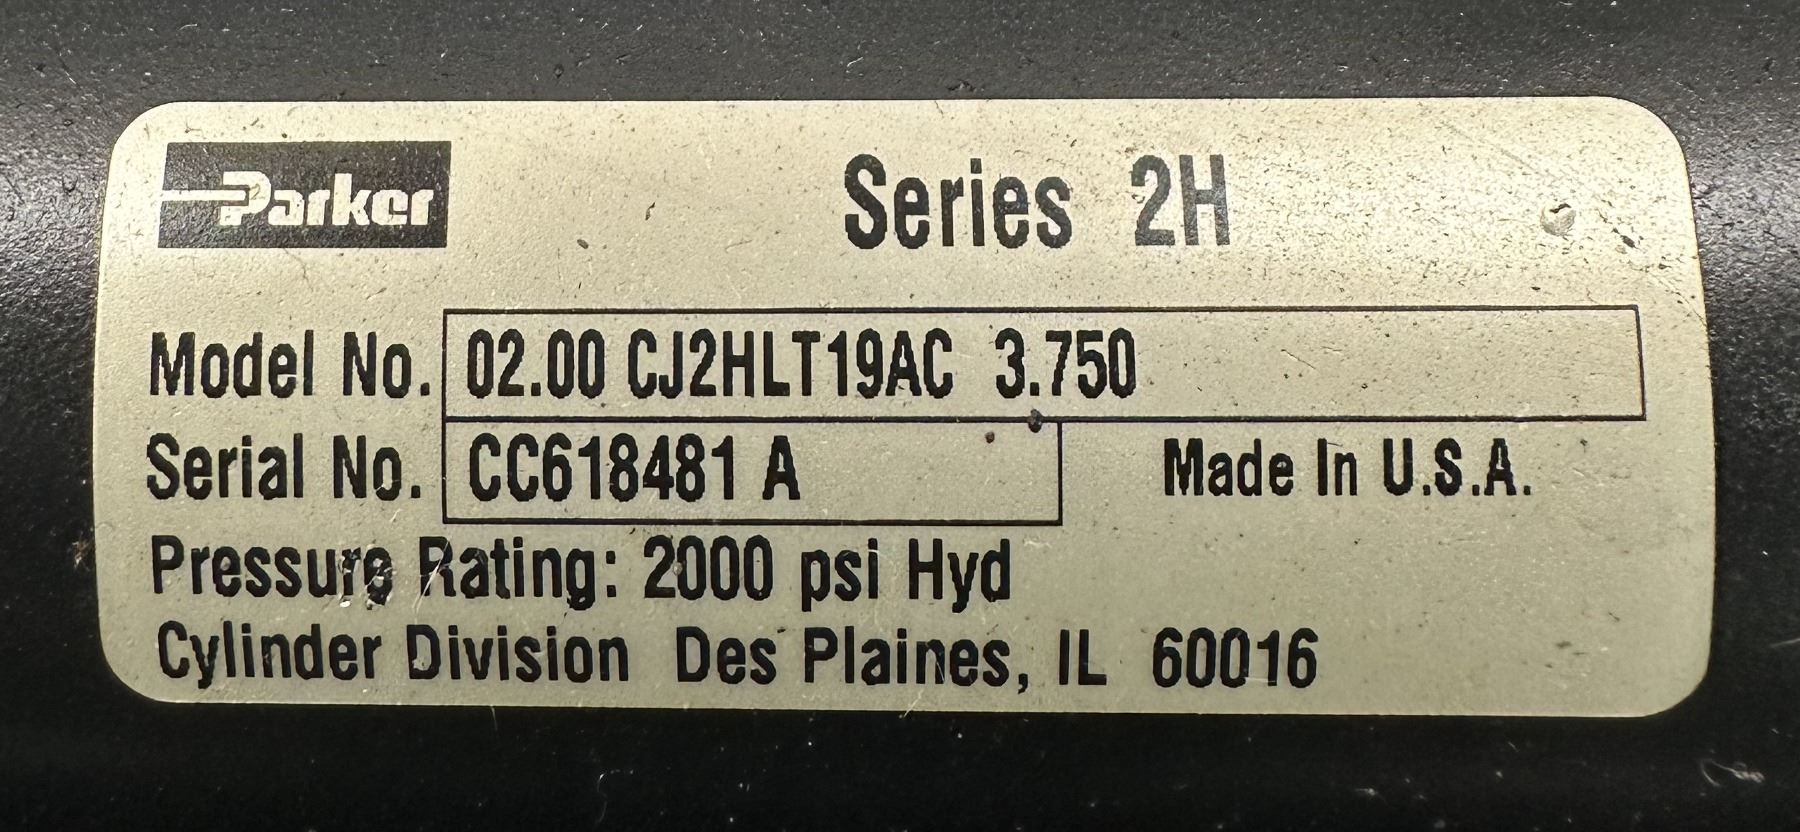 Parker
Series 2H
Model No. 02.00 CJ2HLT19AC 3.750
Serial No. CC618481 A
Made In U.S.A.
Pressure Rating: 2000 psi Hyd
Cylinder Division Des Plaines, IL 60016